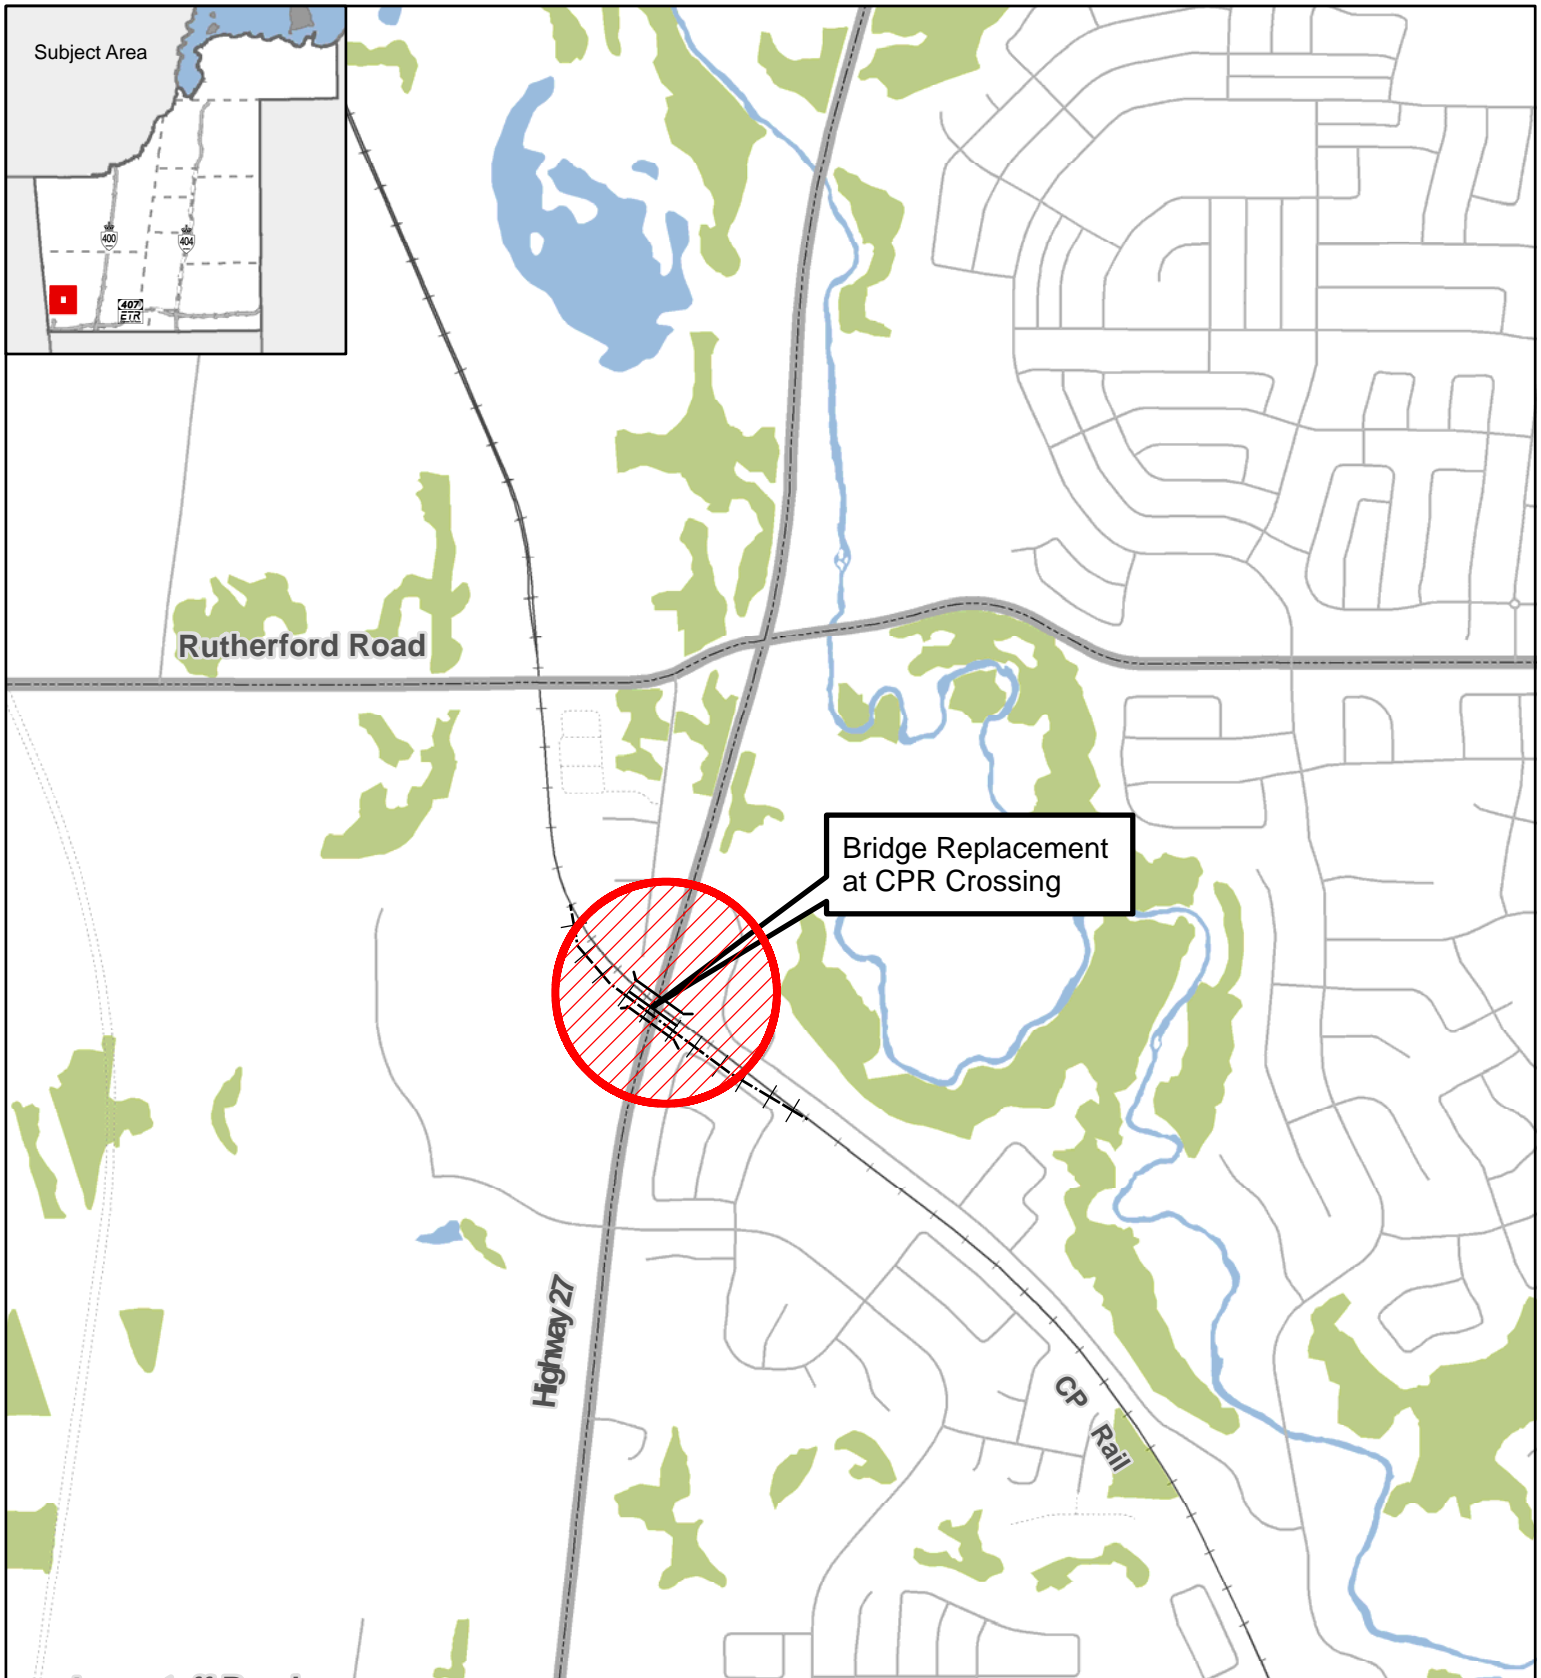 Subject Area
400
404
407
ETR
Rutherford Road
Bridge Replacement
at CPR Crossing
Highway 27
CP Rail